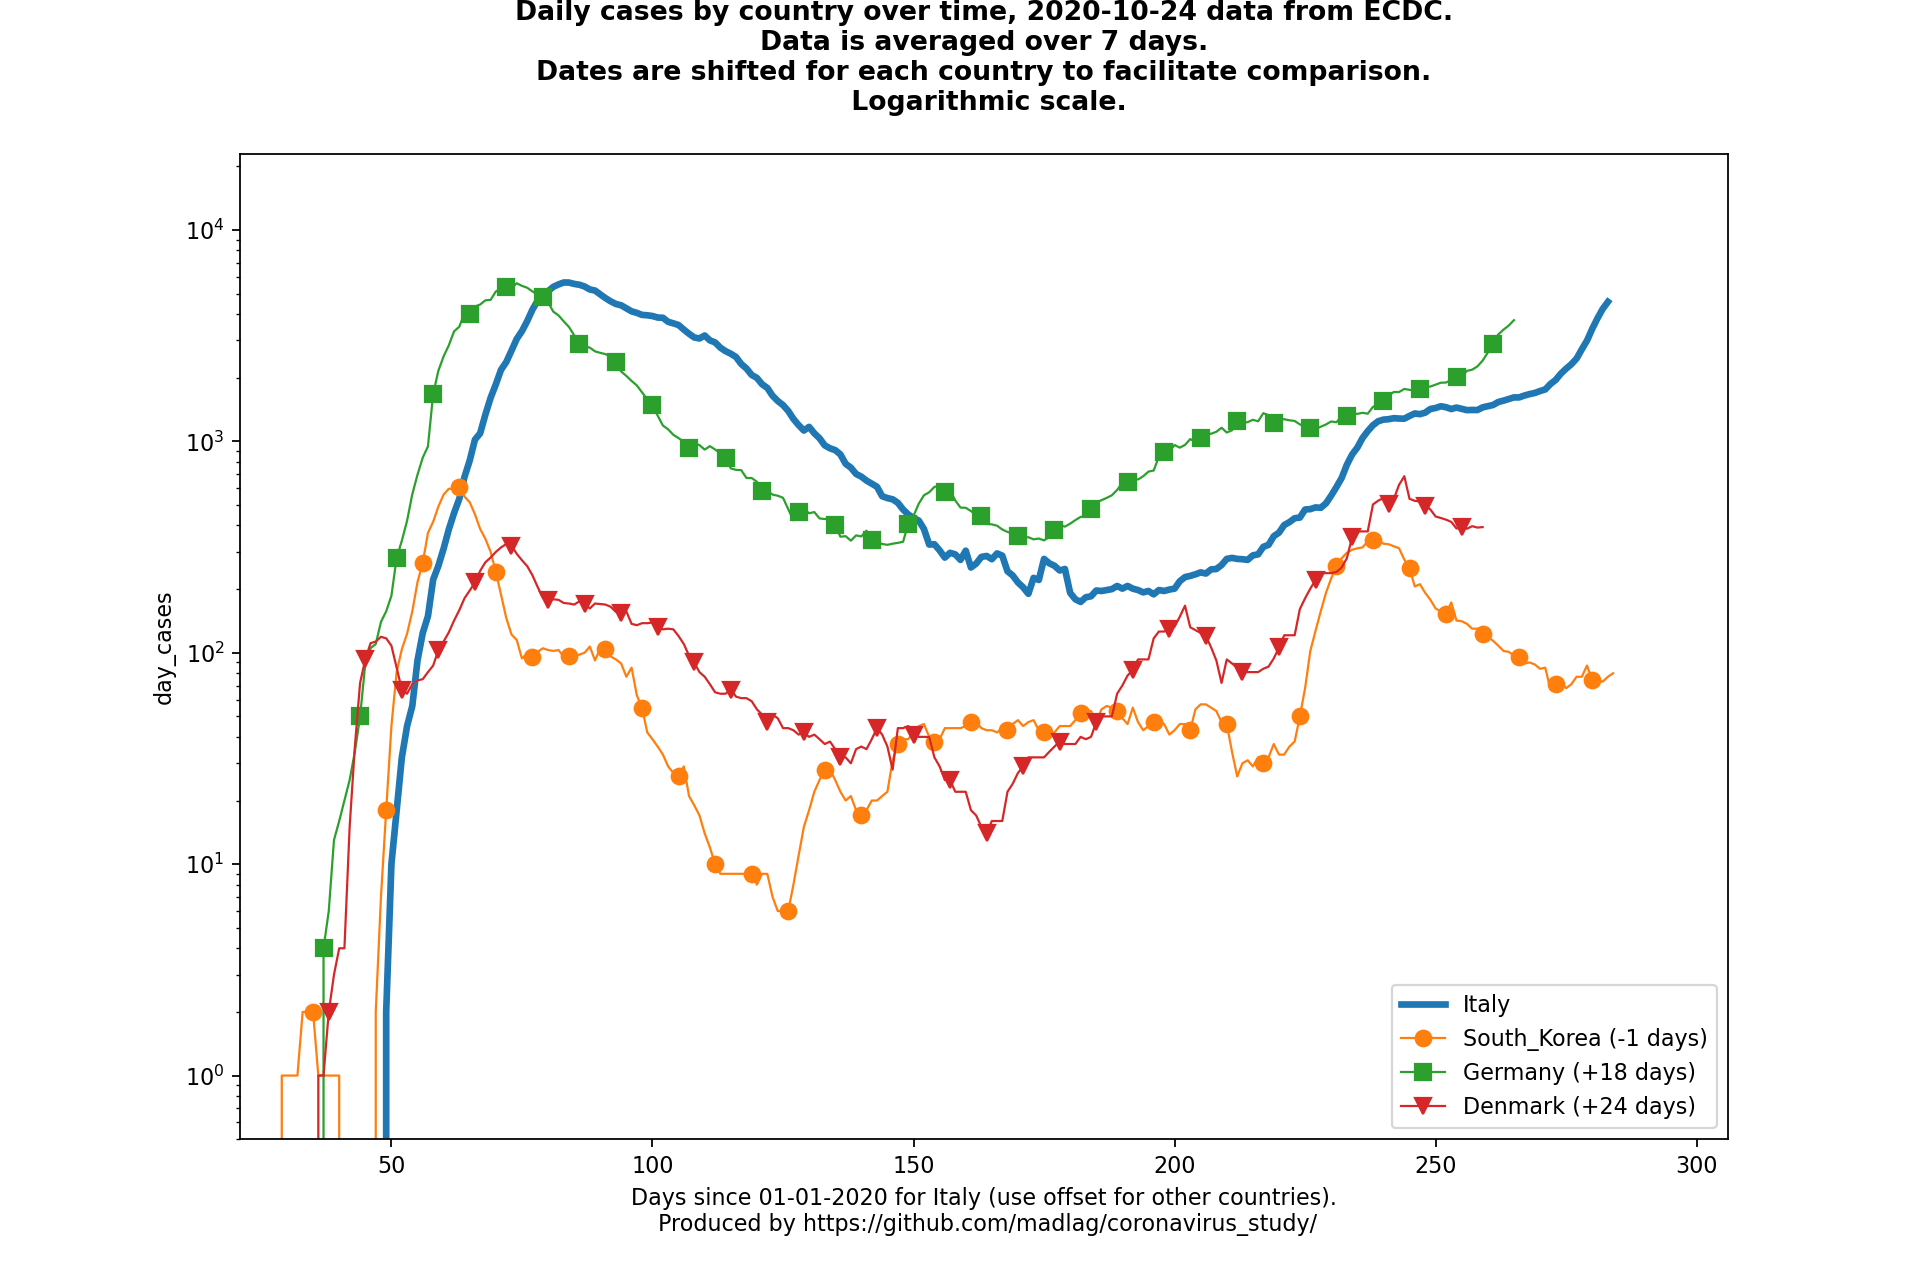 Daily cases by country over time, 2020-10-24 data from ECDC.
Data is averaged over 7 days.
Dates are shifted for each country to facilitate comparison.
Logarithmic scale.
10^4
10^3
10^2
10^1
10^0
day_cases
50 100 150 200 250 300
Days since 01-01-2020 for Italy (use offset for other countries).
Produced by https://github.com/madlag/coronavirus_study/
Italy
South_Korea (-1 days)
Germany (+18 days)
Denmark (+24 days)